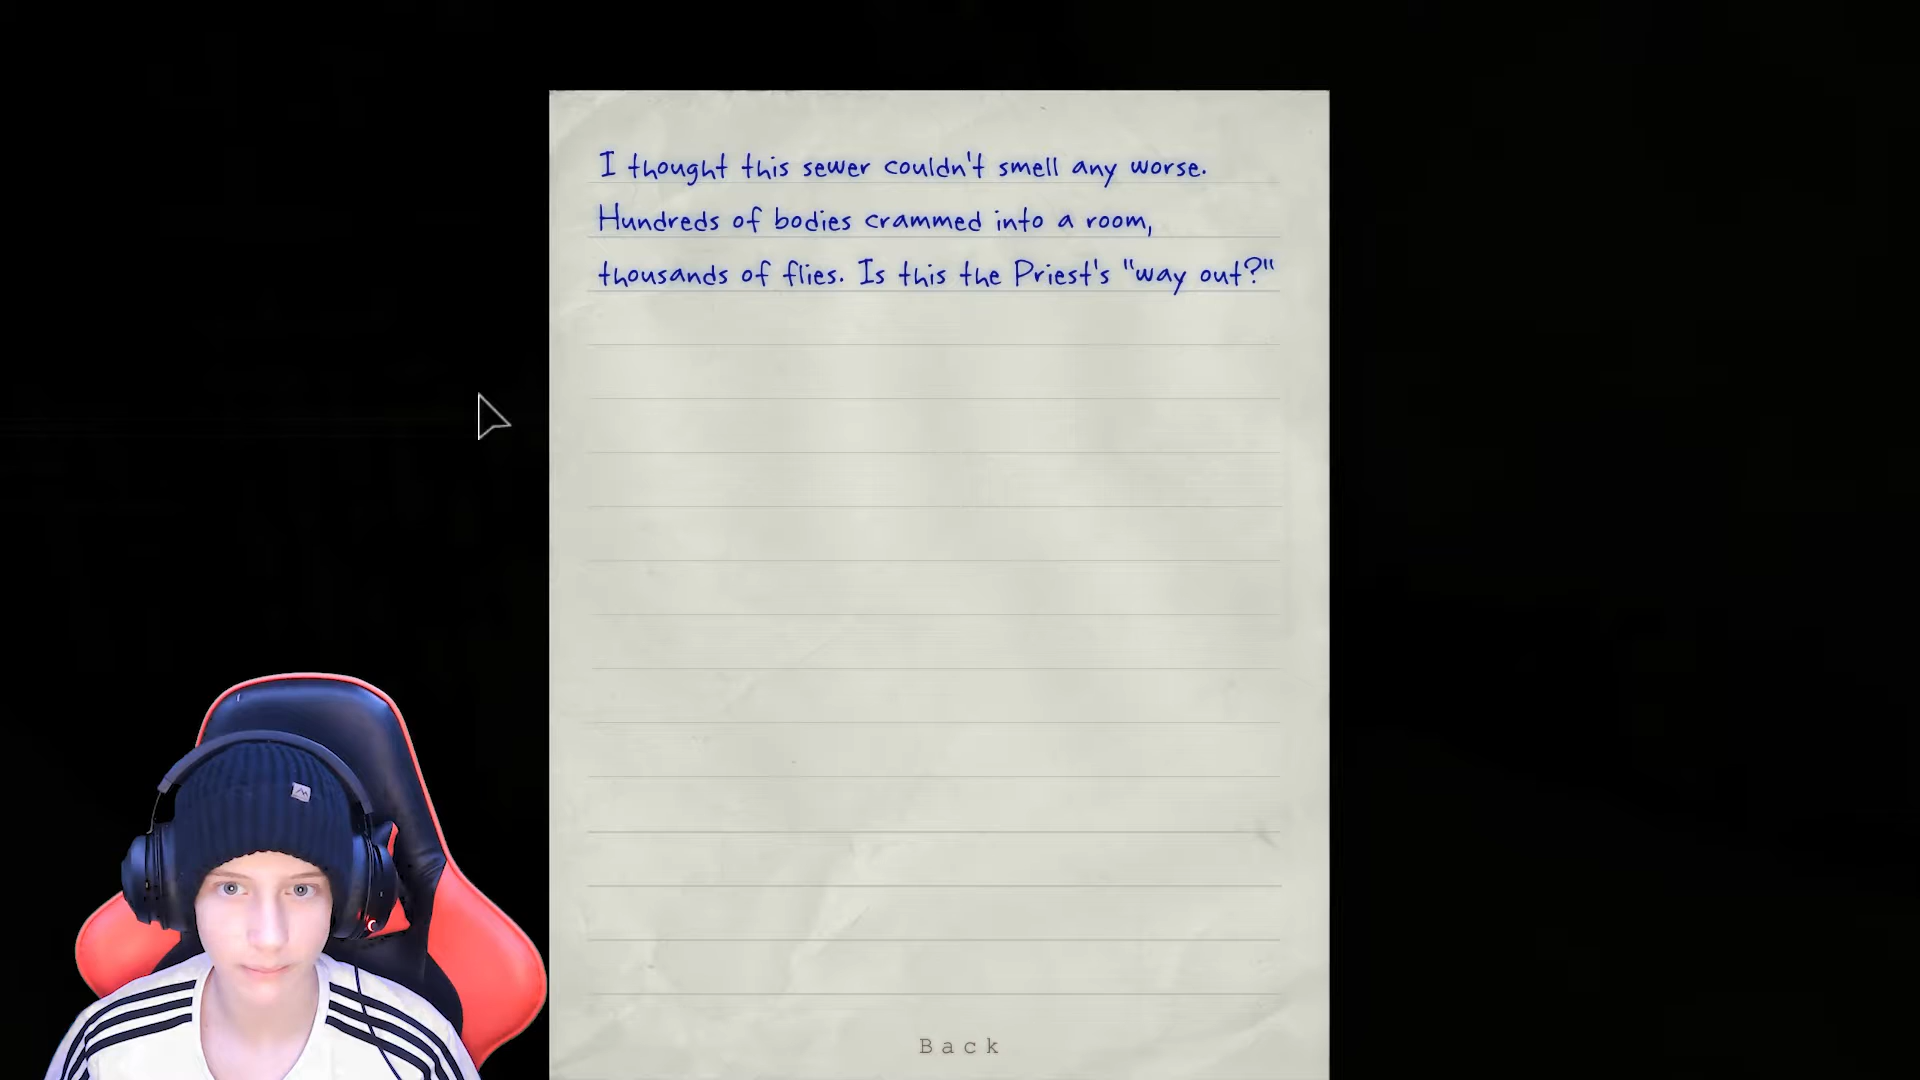 I thought this sewer couldn't smell any worse.
Hundreds of bodies crammed into a room,
thousands of flies. Is this the Priest's "way out?"
Back